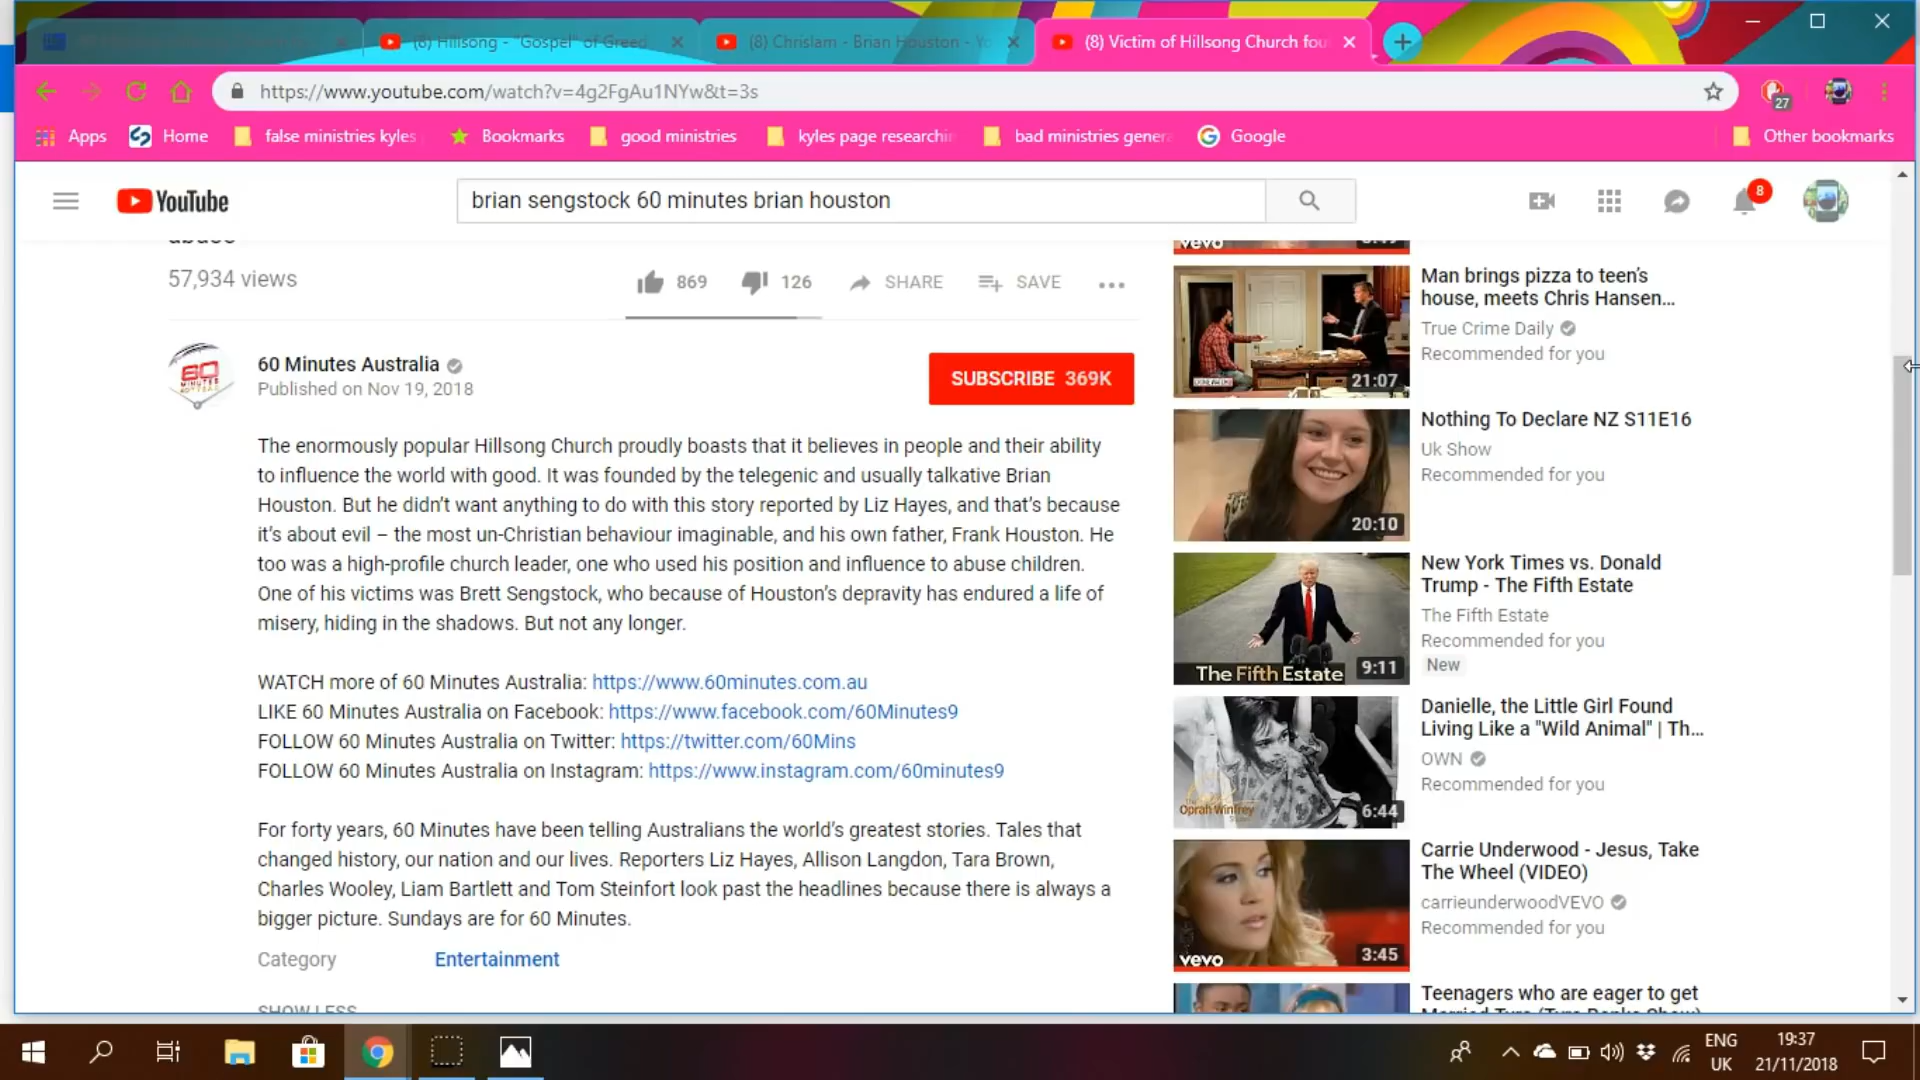 (8) Hillsong - "Gospel" of Greed
(8) Chrislam - Brian Houston - Yo
(8) Victim of Hillsong Church fou
https://www.youtube.com/watch?v=4g2FgAu1NYw&t=3s
27
Apps
Home
false ministries kyles
Bookmarks
good ministries
kyles page researchin
bad ministries genera
Google
Other bookmarks
YouTube
brian sengstock 60 minutes brian houston
8
abuse
57,934 views
869
126
SHARE
SAVE
60 Minutes Australia
Published on Nov 19, 2018
SUBSCRIBE 369K
The enormously popular Hillsong Church proudly boasts that it believes in people and their ability
to influence the world with good. It was founded by the telegenic and usually talkative Brian
Houston. But he didn't want anything to do with this story reported by Liz Hayes, and that's because
it's about evil – the most un-Christian behaviour imaginable, and his own father, Frank Houston. He
too was a high-profile church leader, one who used his position and influence to abuse children.
One of his victims was Brett Sengstock, who because of Houston's depravity has endured a life of
misery, hiding in the shadows. But not any longer.
WATCH more of 60 Minutes Australia: https://www.60minutes.com.au
LIKE 60 Minutes Australia on Facebook: https://www.facebook.com/60Minutes9
FOLLOW 60 Minutes Australia on Twitter: https://twitter.com/60Mins
FOLLOW 60 Minutes Australia on Instagram: https://www.instagram.com/60minutes9
For forty years, 60 Minutes have been telling Australians the world's greatest stories. Tales that
changed history, our nation and our lives. Reporters Liz Hayes, Allison Langdon, Tara Brown,
Charles Wooley, Liam Bartlett and Tom Steinfort look past the headlines because there is always a
bigger picture. Sundays are for 60 Minutes.
Category
Entertainment
SHOW LESS
vevo
Man brings pizza to teen's
house, meets Chris Hansen...
True Crime Daily
Recommended for you
21:07
Nothing To Declare NZ S11E16
Uk Show
Recommended for you
20:10
New York Times vs. Donald
Trump - The Fifth Estate
The Fifth Estate
Recommended for you
New
The Fifth Estate
9:11
Danielle, the Little Girl Found
Living Like a "Wild Animal" | Th...
OWN
Recommended for you
Oprah Winfrey
6:44
Carrie Underwood - Jesus, Take
The Wheel (VIDEO)
carrieunderwoodVEVO
Recommended for you
vevo
3:45
Teenagers who are eager to get
Married Tyra (Tyra Banks Show)
ENG
UK
19:37
21/11/2018